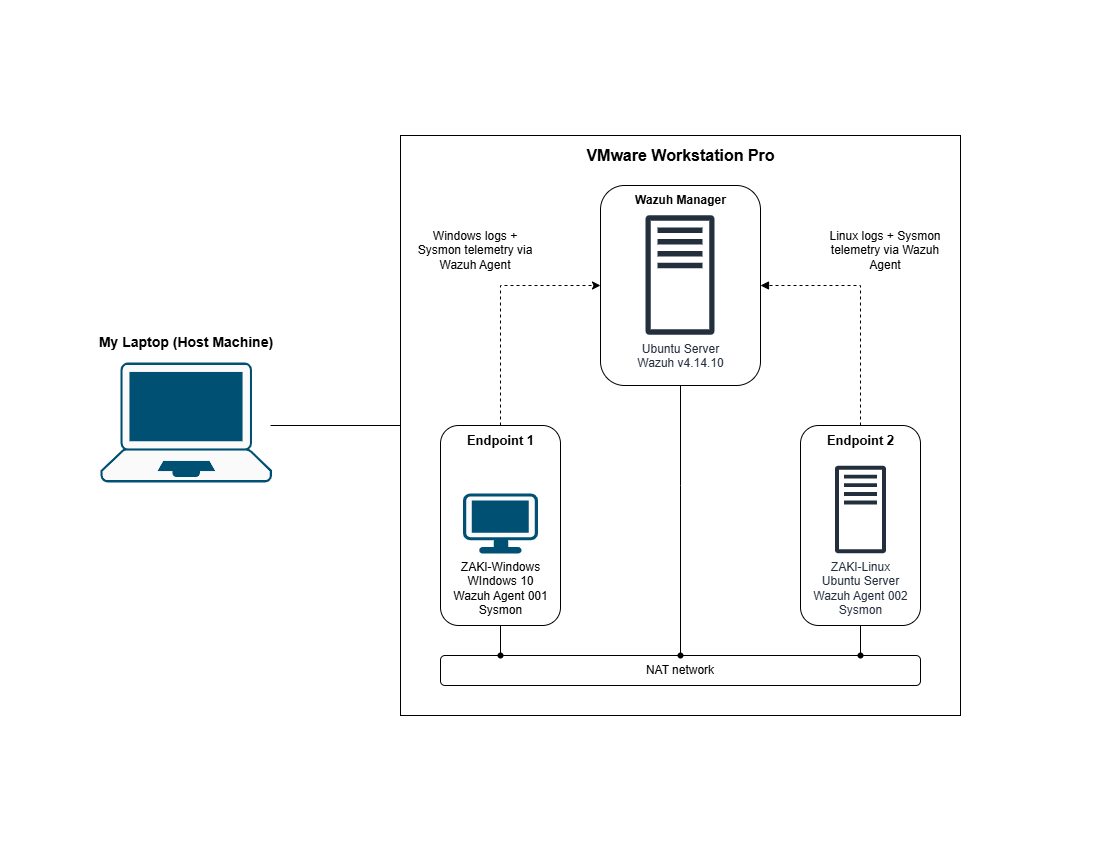 VMware Workstation Pro
Wazuh Manager
Windows logs +
Sysmon telemetry via
Wazuh Agent
Linux logs + Sysmon
telemetry via Wazuh
Agent
Ubuntu Server
Wazuh v4.14.10
My Laptop (Host Machine)
Endpoint 1
ZAKI-Windows
WIndows 10
Wazuh Agent 001
Sysmon
Endpoint 2
ZAKI-Linux
Ubuntu Server
Wazuh Agent 002
Sysmon
NAT network